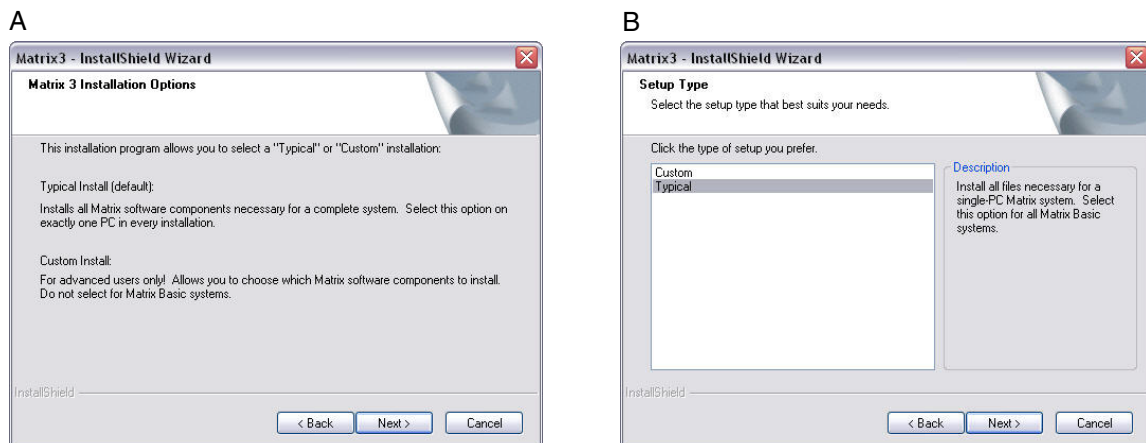 A
Matrix3 - InstallShield Wizard
Matrix 3 Installation Options
This installation program allows you to select a "Typical" or "Custom" installation:
Typical Install (default):
Installs all Matrix software components necessary for a complete system. Select this option on
exactly one PC in every installation.
Custom Install:
For advanced users only! Allows you to choose which Matrix software components to install.
Do not select for Matrix Basic systems.
InstallShield
< Back Next > Cancel
B
Matrix3 - InstallShield Wizard
Setup Type
Select the setup type that best suits your needs.
Click the type of setup you prefer.
Custom
Typical
Description
Install all files necessary for a
single-PC Matrix system. Select
this option for all Matrix Basic
systems.
InstallShield
< Back Next > Cancel